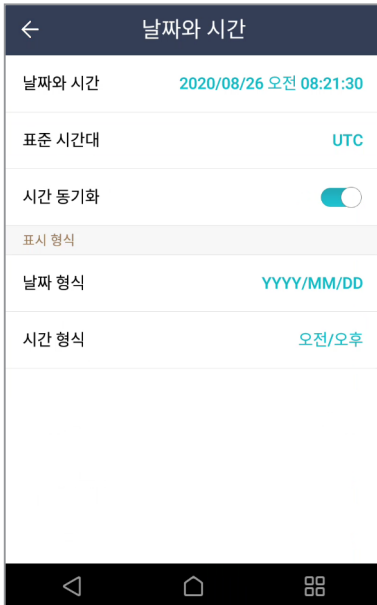 날짜와 시간
날짜와 시간 2020/08/26 오전 08:21:30
표준 시간대 UTC
시간 동기화
표시 형식
날짜 형식 YYYY/MM/DD
시간 형식 오전/오후